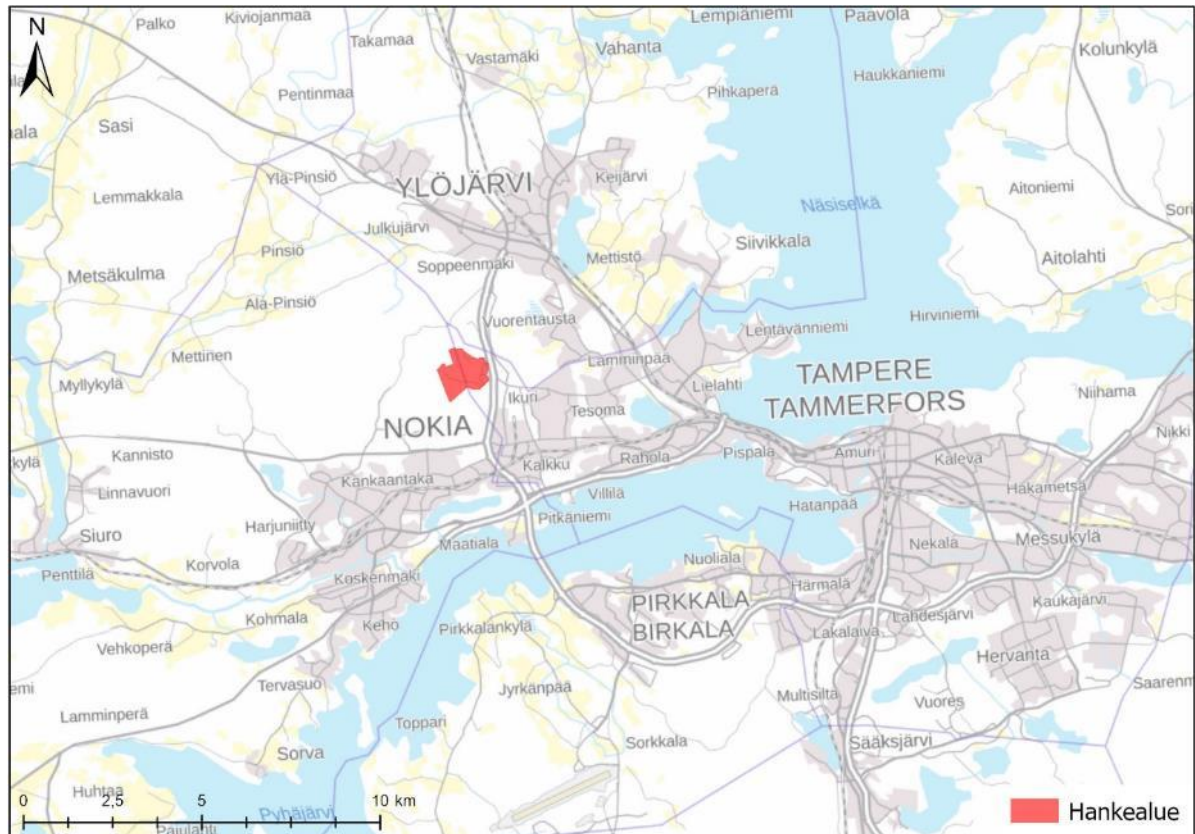 Palko
Kiviojanmaa
Lempiäniemi
Paavola
N
Takamaa
Vahanta
Kolunkylä
Vastamäki
Haukkaniemi
Pentinmaa
Pihkaperä
Sasi
Ylä-Pinsiö
YLÖJÄRVI
Keijärvi
Aitoniemi
Lemmakkala
Näsiselkä
Julkujärvi
Siivikkala
Pinsiö
Mettistö
Aitolahti
Metsäkulma
Soppeenmäki
Ala-Pinsiö
Hirviniemi
Vuorentausta
Lentävänniemi
Mettinen
Lamminpää
TAMPERE
Myllykylä
Lielahti
Niihama
Ikuri
Tesoma
TAMMERFORS
NOKIA
Nikki
Kannisto
Kalkku
Rahola
Pispala
Amuri
Kaleva
Kankaantaka
Linnavuori
Villilä
Hatanpää
Hakametsä
Harjuniitty
Pitkäniemi
Siuro
Maatiala
Nekala
Messukylä
Korvola
Nuoliala
Penttilä
Koskenmäki
Härmälä
PIRKKALA
Kaukajärvi
Kohmala
BIRKALA
Lahdesjärvi
Kehö
Pirkkalankylä
Lakalaiva
Vehkoperä
Hervanta
Tervasuo
Jyrkänpää
Multisilta
Vuores
Lamminperä
Toppari
Sorkkala
Sääksjärvi
Sorva
Huhtaa
0 2,5 5 10 km
Pyhäjärvi
Hankealue